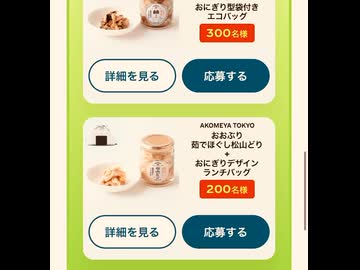 おにぎり型袋付き
エコバッグ
300名様
詳細を見る
応募する
AKOMEYA TOKYO
おおぶり
茹でほぐし松山どり
+
おにぎりデザイン
ランチバッグ
200名様
詳細を見る
応募する